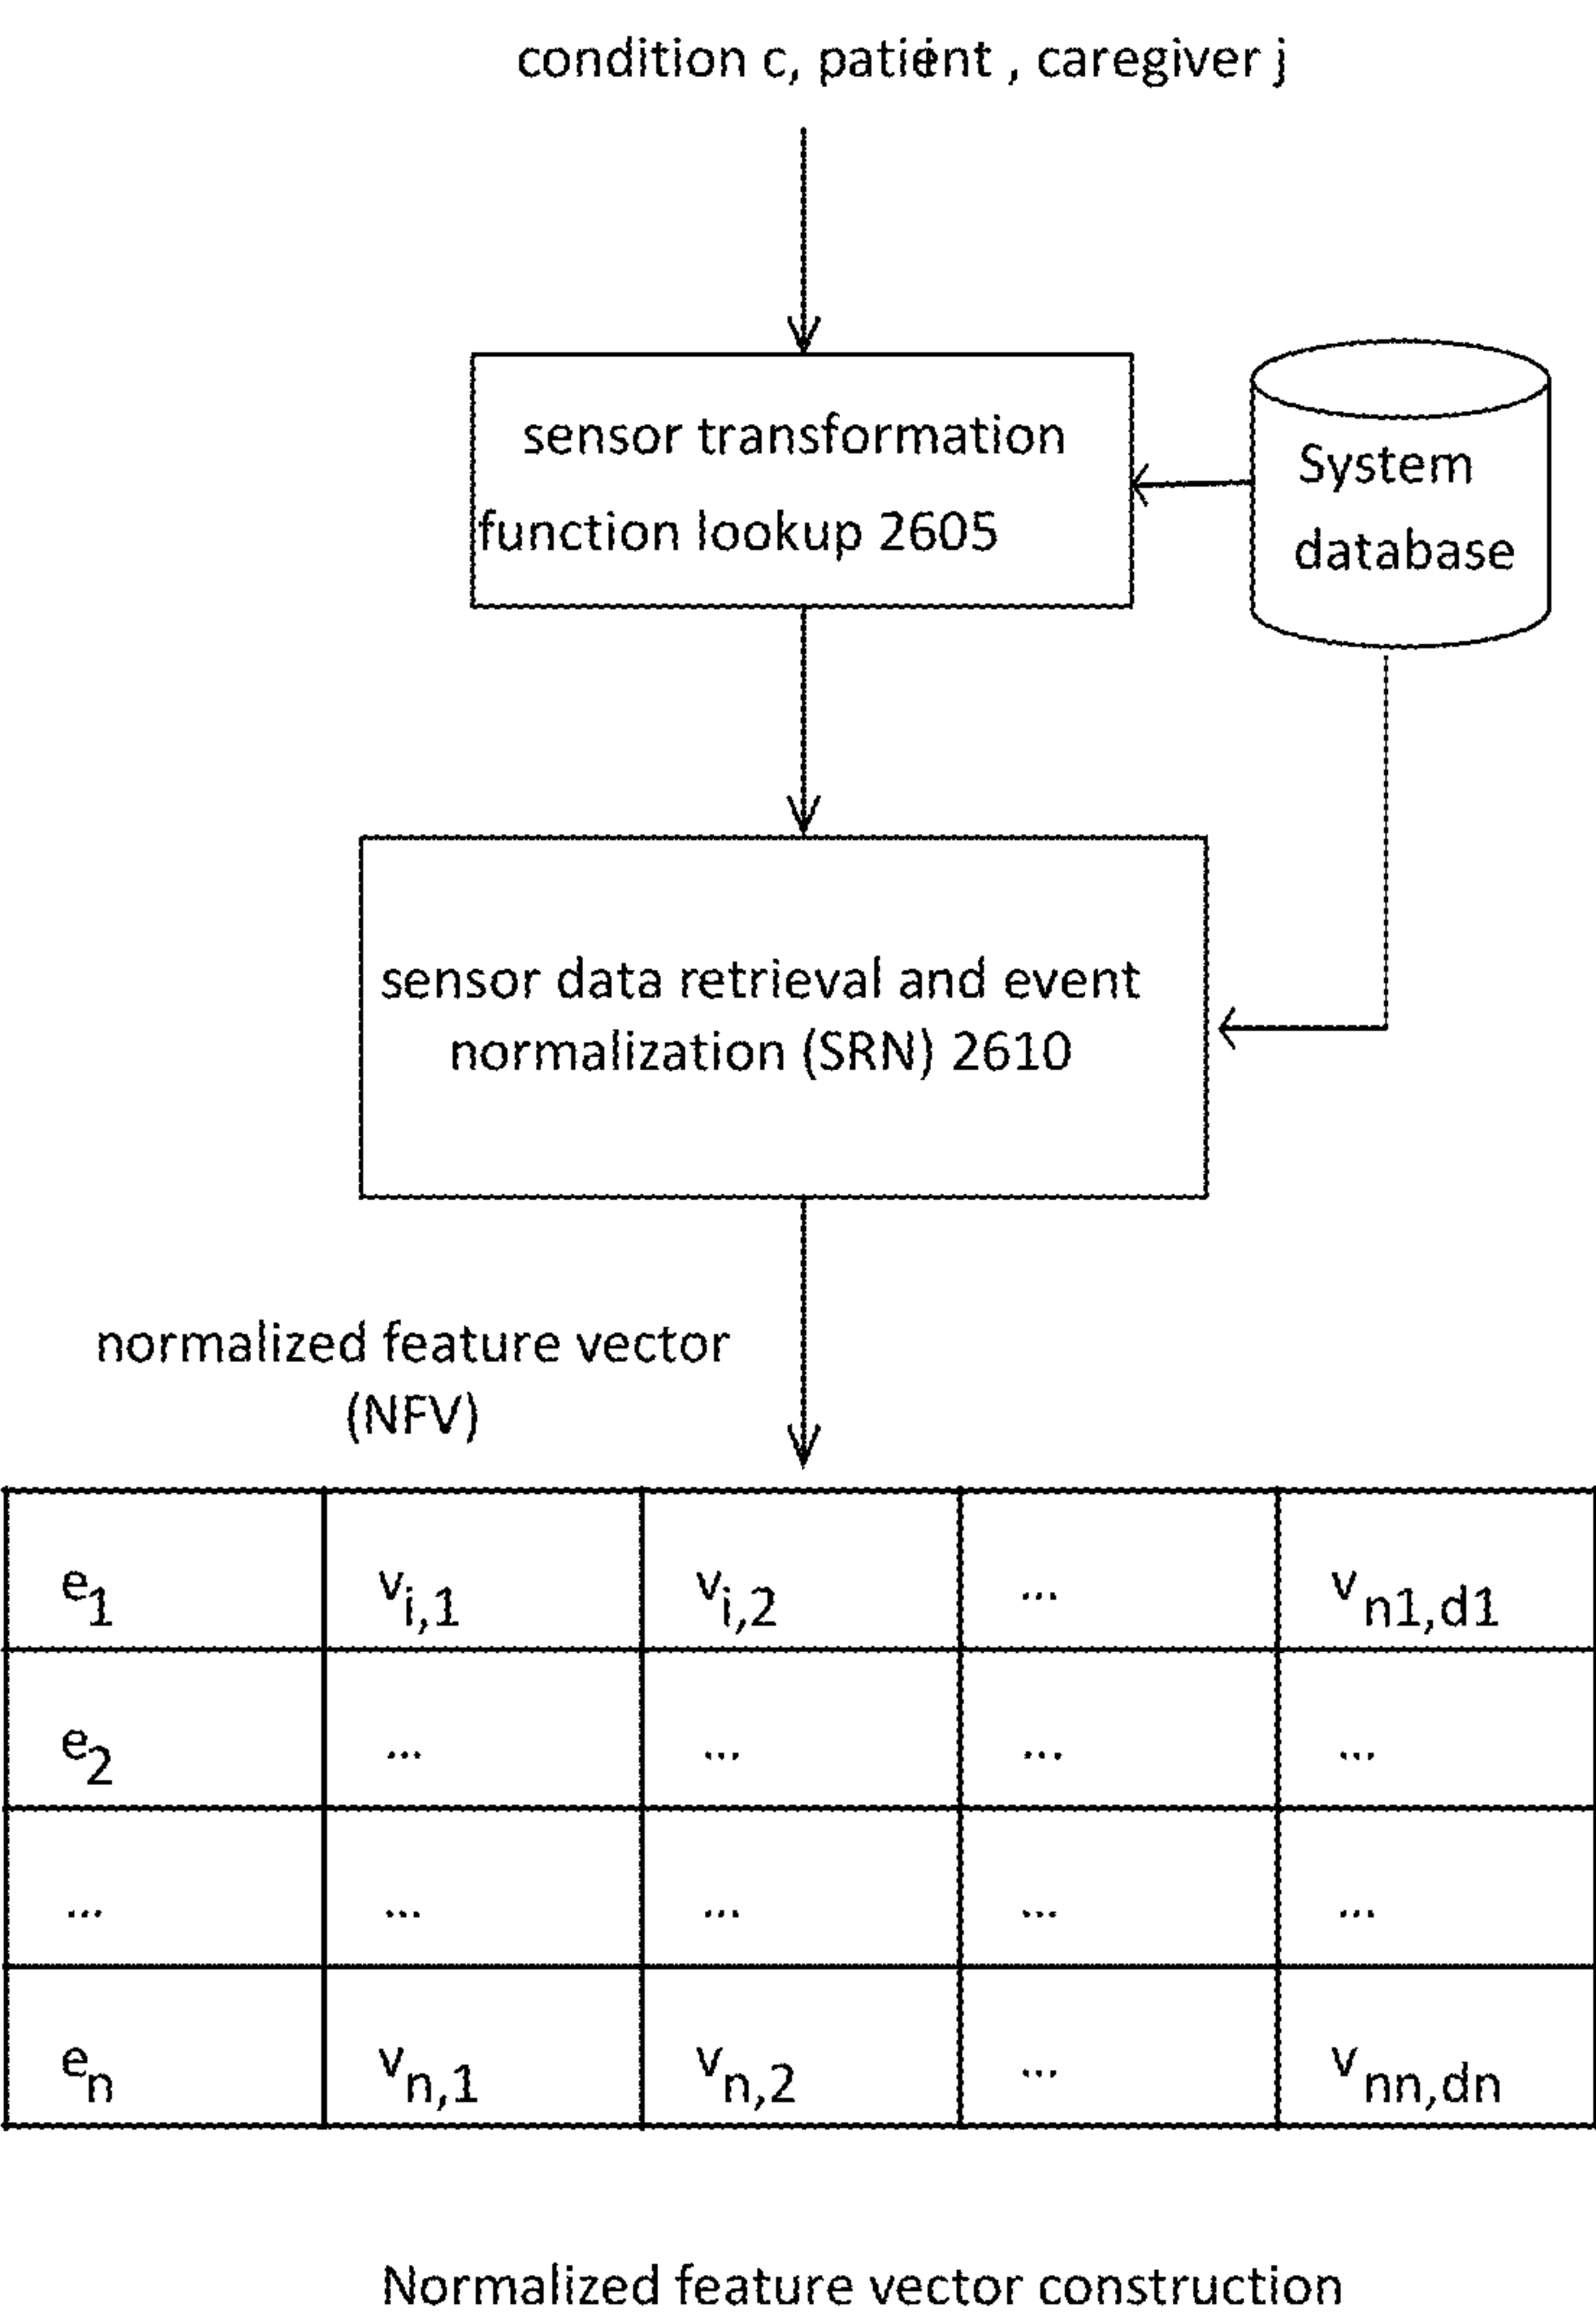 condition c, patient , caregiver j
sensor transformation
function lookup 2605
System
database
sensor data retrieval and event
normalization (SRN) 2610
normalized feature vector
(NFV)
e1 vi,1 vi,2 ... vn1,d1
e2 ... ... ... ...
... ... ... ... ...
en vn,1 vn,2 ... vnn,dn
Normalized feature vector construction